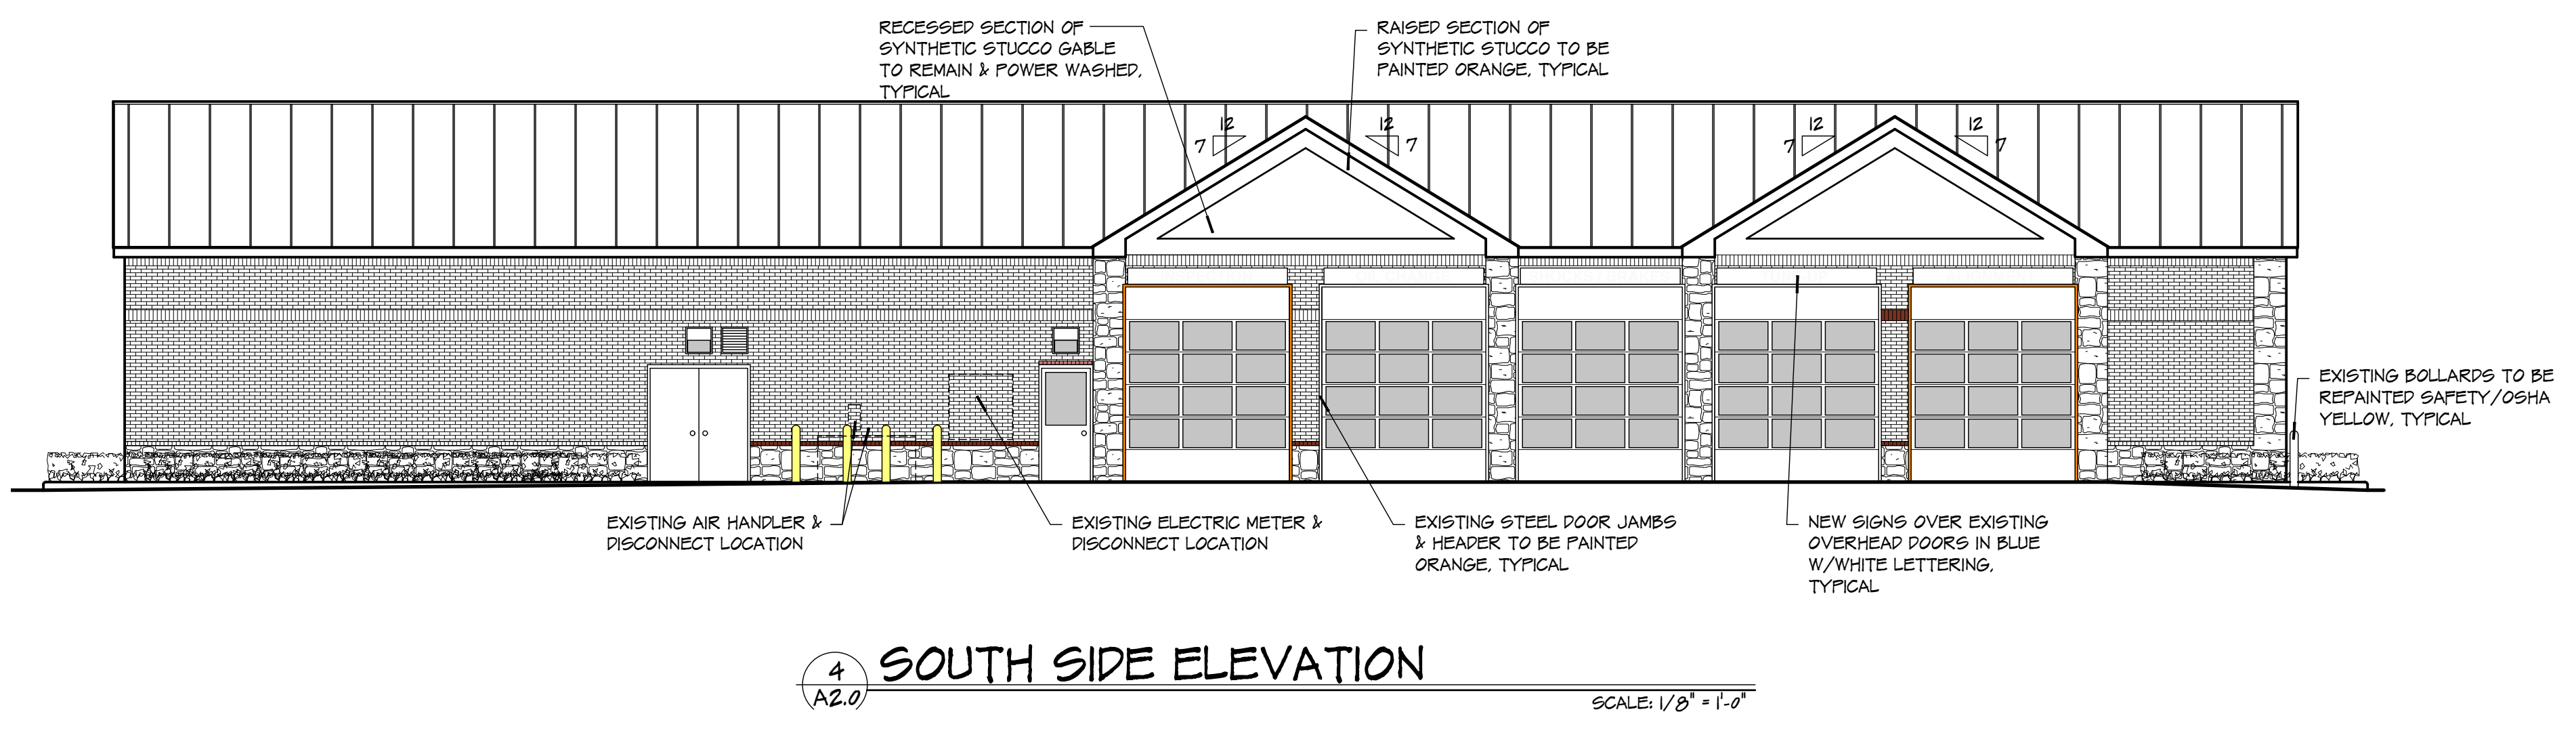 RECESSED SECTION OF
SYNTHETIC STUCCO GABLE
TO REMAIN & POWER WASHED,
TYPICAL
RAISED SECTION OF
SYNTHETIC STUCCO TO BE
PAINTED ORANGE, TYPICAL
12
7
12
7
12
7
12
7
EXISTING BOLLARDS TO BE
REPAINTED SAFETY/OSHA
YELLOW, TYPICAL
EXISTING AIR HANDLER &
DISCONNECT LOCATION
EXISTING ELECTRIC METER &
DISCONNECT LOCATION
EXISTING STEEL DOOR JAMBS
& HEADER TO BE PAINTED
ORANGE, TYPICAL
NEW SIGNS OVER EXISTING
OVERHEAD DOORS IN BLUE
W/WHITE LETTERING,
TYPICAL
4
A2.0
SOUTH SIDE ELEVATION
SCALE: 1/8" = 1'-0"